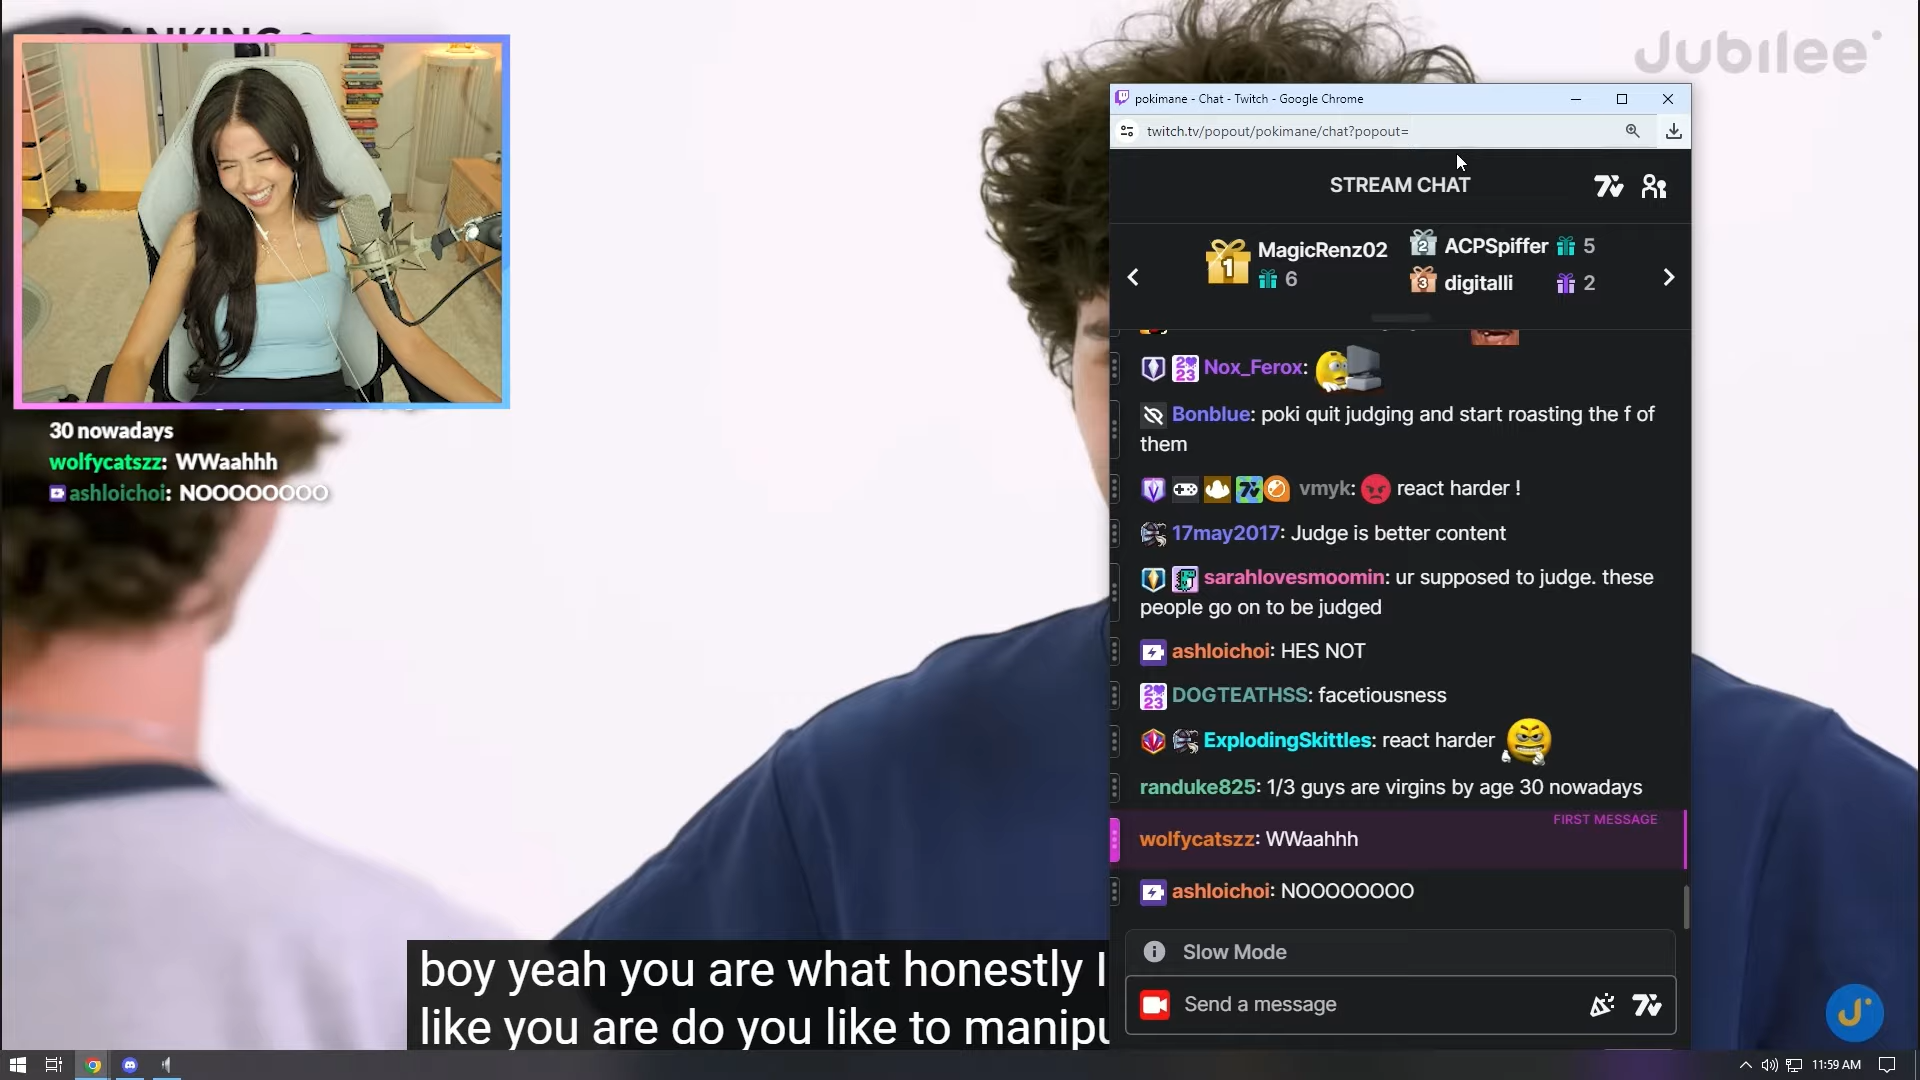 RANKING
Jubilee
30 nowadays
wolfycatszz: WWaahhh
ashloichoi: NOOOOOOOO
pokimane - Chat - Twitch - Google Chrome
twitch.tv/popout/pokimane/chat?popout=
STREAM CHAT
1 MagicRenz02
6
2 ACPSpiffer 5
3 digitalli 2
Nox_Ferox:
Bonblue: poki quit judging and start roasting the f of
them
vmyk: react harder !
17may2017: Judge is better content
sarahlovesmoomin: ur supposed to judge. these
people go on to be judged
ashloichoi: HES NOT
DOGTEATHSS: facetiousness
ExplodingSkittles: react harder
randuke825: 1/3 guys are virgins by age 30 nowadays
FIRST MESSAGE
wolfycatszz: WWaahhh
ashloichoi: NOOOOOOOO
Slow Mode
Send a message
boy yeah you are what honestly I
like you are do you like to manipu
11:59 AM